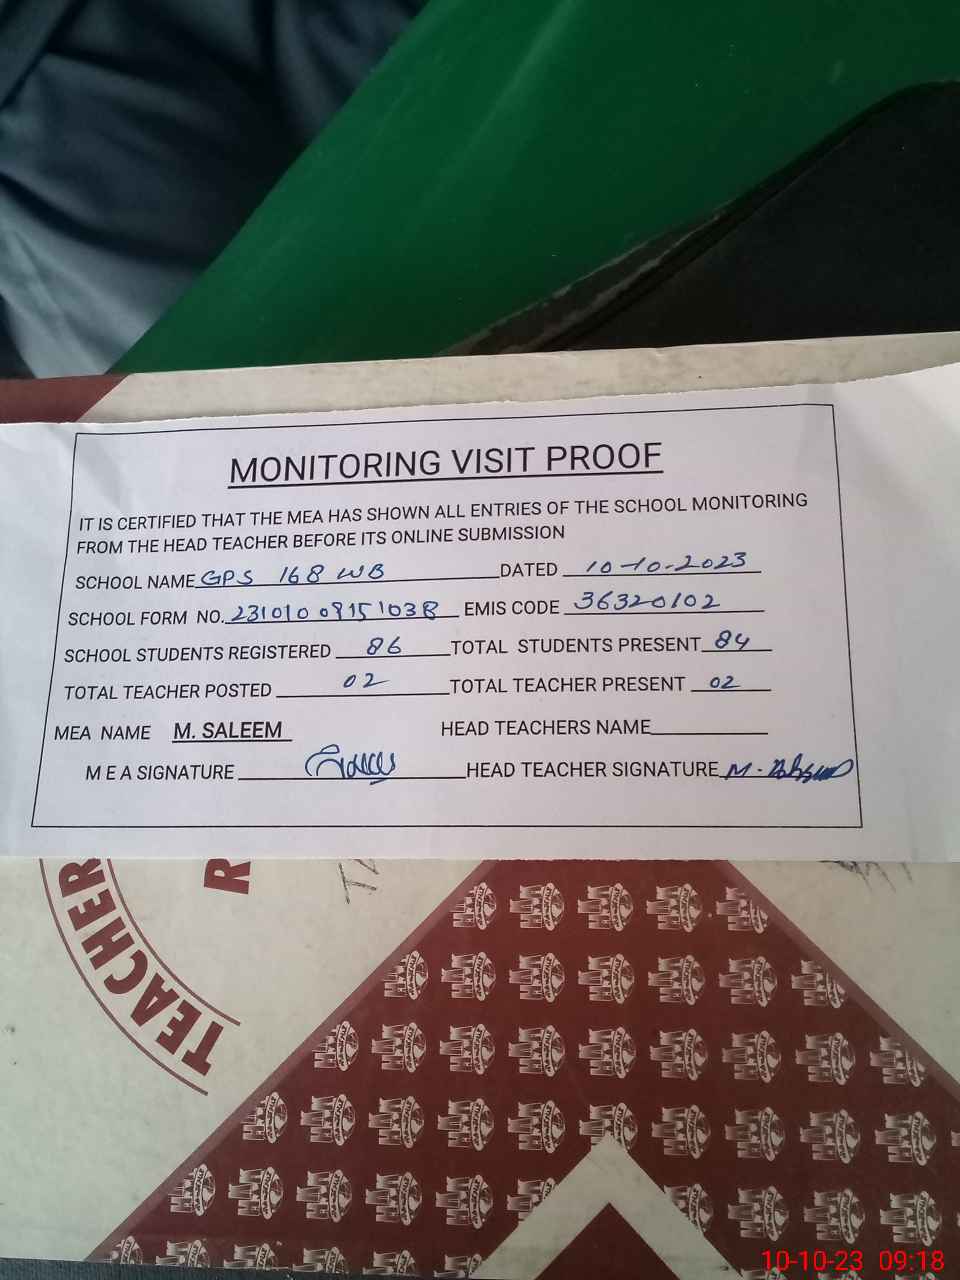 MONITORING VISIT PROOF
IT IS CERTIFIED THAT THE MEA HAS SHOWN ALL ENTRIES OF THE SCHOOL MONITORING
FROM THE HEAD TEACHER BEFORE ITS ONLINE SUBMISSION
SCHOOL NAME GPS 168 WB DATED 10-10-2023
SCHOOL FORM NO. 23101009151038 EMIS CODE 36320102
SCHOOL STUDENTS REGISTERED 86 TOTAL STUDENTS PRESENT 84
TOTAL TEACHER POSTED 02 TOTAL TEACHER PRESENT 02
MEA NAME M. SALEEM HEAD TEACHERS NAME
M E A SIGNATURE HEAD TEACHER SIGNATURE M.
TEACHER
R
10-10-23 09:18